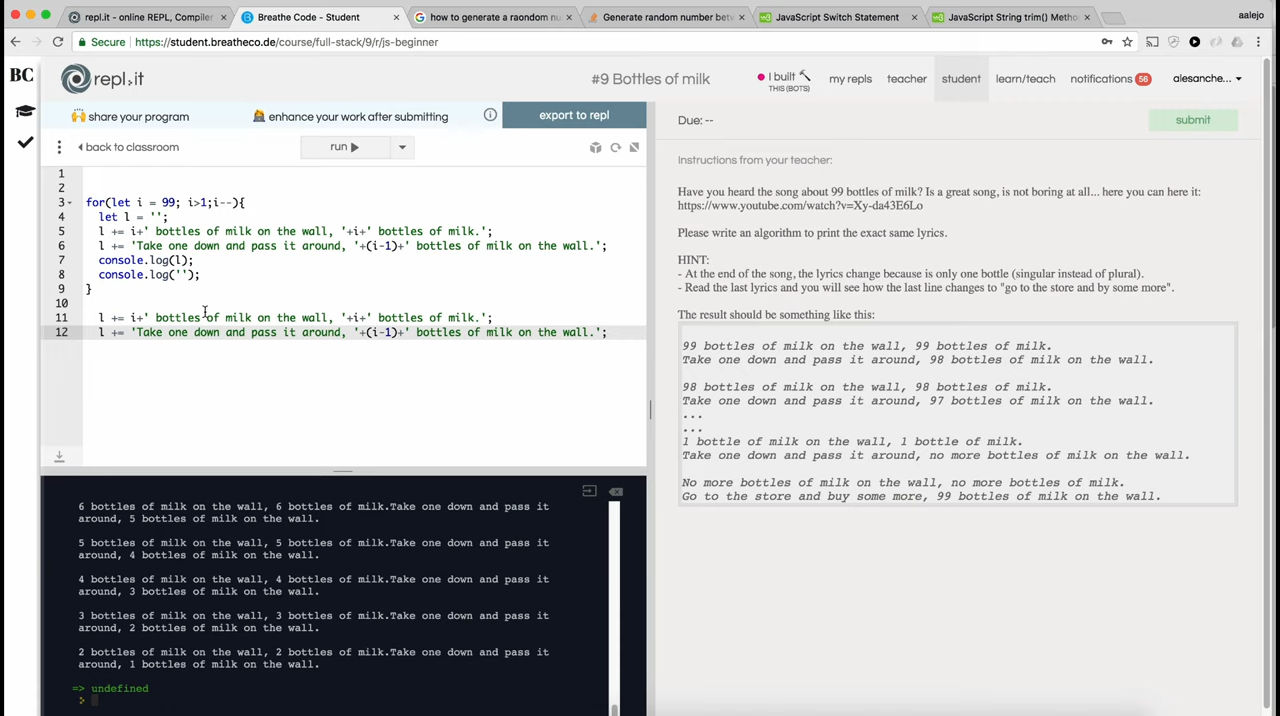 repl.it - online REPL, Compiler
Breathe Code - Student
how to generate a raondom nu
Generate random number betw
JavaScript Switch Statement
JavaScript String trim() Metho
aalejo
Secure
https://student.breatheco.de/course/full-stack/9/r/js-beginner
BC
repl.it
#9 Bottles of milk
I built
THIS (BOTS)
my repls
teacher
student
learn/teach
notifications
56
alesanche...
share your program
enhance your work after submitting
export to repl
Due: --
submit
back to classroom
run
Instructions from your teacher:
1
2
3 for(let i = 99; i>1;i--){
4 let l = '';
5 l += i+' bottles of milk on the wall, '+i+' bottles of milk.';
6 l += 'Take one down and pass it around, '+(i-1)+' bottles of milk on the wall.';
7 console.log(l);
8 console.log('');
9 }
10
11 l += i+' bottles of milk on the wall, '+i+' bottles of milk.';
12 l += 'Take one down and pass it around, '+(i-1)+' bottles of milk on the wall.';
Have you heard the song about 99 bottles of milk? Is a great song, is not boring at all... here you can here it:
https://www.youtube.com/watch?v=Xy-da43E6Lo
Please write an algorithm to print the exact same lyrics.
HINT:
- At the end of the song, the lyrics change because is only one bottle (singular instead of plural).
- Read the last lyrics and you will see how the last line changes to "go to the store and by some more".
The result should be something like this:
99 bottles of milk on the wall, 99 bottles of milk.
Take one down and pass it around, 98 bottles of milk on the wall.
98 bottles of milk on the wall, 98 bottles of milk.
Take one down and pass it around, 97 bottles of milk on the wall.
...
...
1 bottle of milk on the wall, 1 bottle of milk.
Take one down and pass it around, no more bottles of milk on the wall.
No more bottles of milk on the wall, no more bottles of milk.
Go to the store and buy some more, 99 bottles of milk on the wall.
6 bottles of milk on the wall, 6 bottles of milk.Take one down and pass it
around, 5 bottles of milk on the wall.
5 bottles of milk on the wall, 5 bottles of milk.Take one down and pass it
around, 4 bottles of milk on the wall.
4 bottles of milk on the wall, 4 bottles of milk.Take one down and pass it
around, 3 bottles of milk on the wall.
3 bottles of milk on the wall, 3 bottles of milk.Take one down and pass it
around, 2 bottles of milk on the wall.
2 bottles of milk on the wall, 2 bottles of milk.Take one down and pass it
around, 1 bottles of milk on the wall.
=> undefined